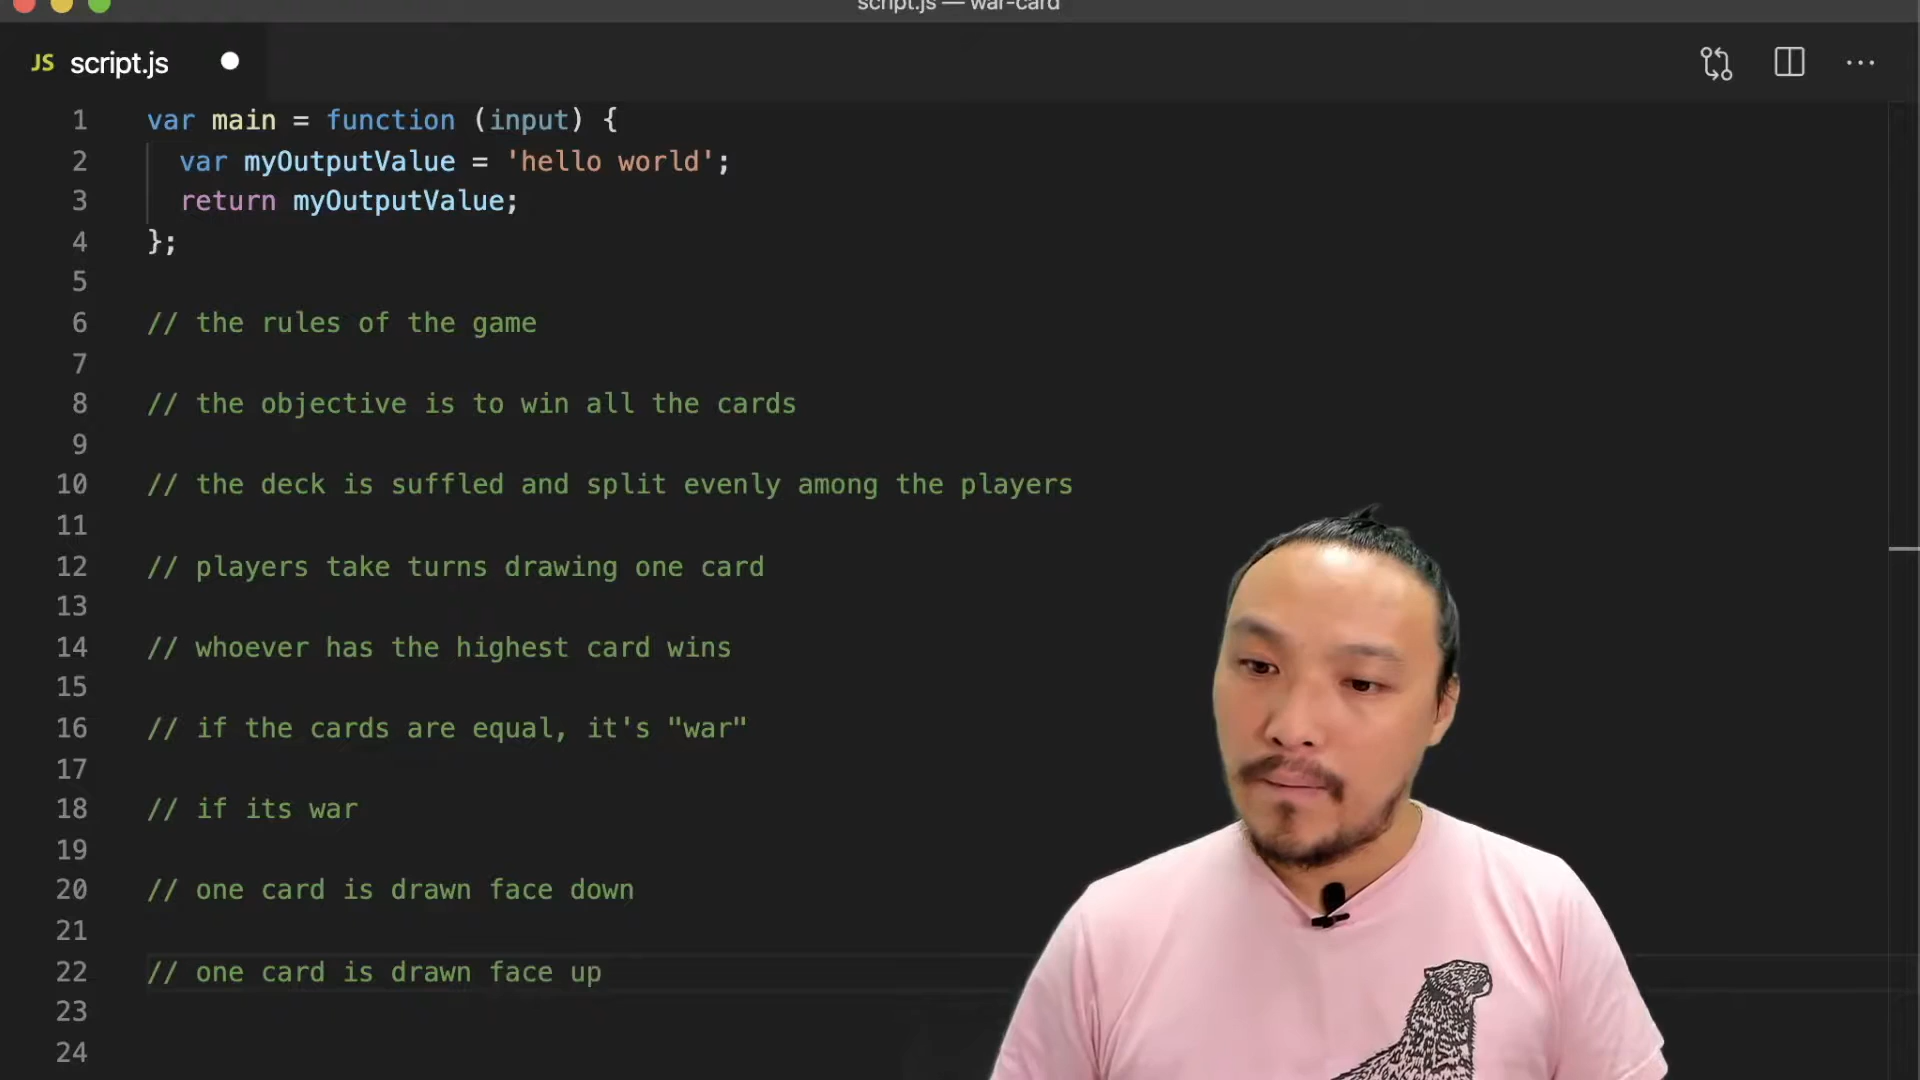 script.js — war-card
JS script.js
1 var main = function (input) {
2 var myOutputValue = 'hello world';
3 return myOutputValue;
4 };
5
6 // the rules of the game
7
8 // the objective is to win all the cards
9
10 // the deck is suffled and split evenly among the players
11
12 // players take turns drawing one card
13
14 // whoever has the highest card wins
15
16 // if the cards are equal, it's "war"
17
18 // if its war
19
20 // one card is drawn face down
21
22 // one card is drawn face up
23
24